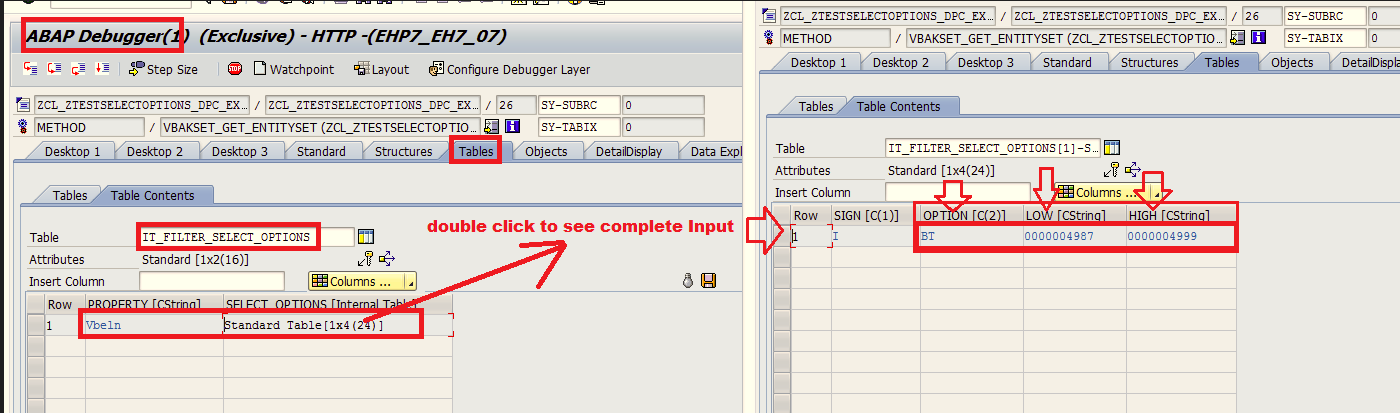 ABAP Debugger(1) (Exclusive) - HTTP -(EHP7_EH7_07)
Step Size Watchpoint Layout Configure Debugger Layer
ZCL_ZTESTSELECTOPTIONS_DPC_EX... / ZCL_ZTESTSELECTOPTIONS_DPC_EX... / 26 SY-SUBRC 0
METHOD / VBAKSET_GET_ENTITYSET (ZCL_ZTESTSELECTOPTIO... SY-TABIX 0
Desktop 1 Desktop 2 Desktop 3 Standard Structures Tables Objects DetailDisplay Data Expl
Tables Table Contents
Table IT_FILTER_SELECT_OPTIONS
Attributes Standard [1x2(16)]
Insert Column Columns ...
Row PROPERTY [CString] SELECT_OPTIONS [Internal Table]
1 Vbeln Standard Table[1x4(24)]
double click to see complete Input
ZCL_ZTESTSELECTOPTIONS_DPC_EX... / ZCL_ZTESTSELECTOPTIONS_DPC_EX... / 26 SY-SUBRC
METHOD / VBAKSET_GET_ENTITYSET (ZCL_ZTESTSELECTOPTIO... SY-TABIX
Desktop 1 Desktop 2 Desktop 3 Standard Structures Tables Objects DetailDispl
Tables Table Contents
Table IT_FILTER_SELECT_OPTIONS[1]-S...
Attributes Standard [1x4(24)]
Insert Column Columns ...
Row SIGN [C(1)] OPTION [C(2)] LOW [CString] HIGH [CString]
1 I BT 0000004987 0000004999